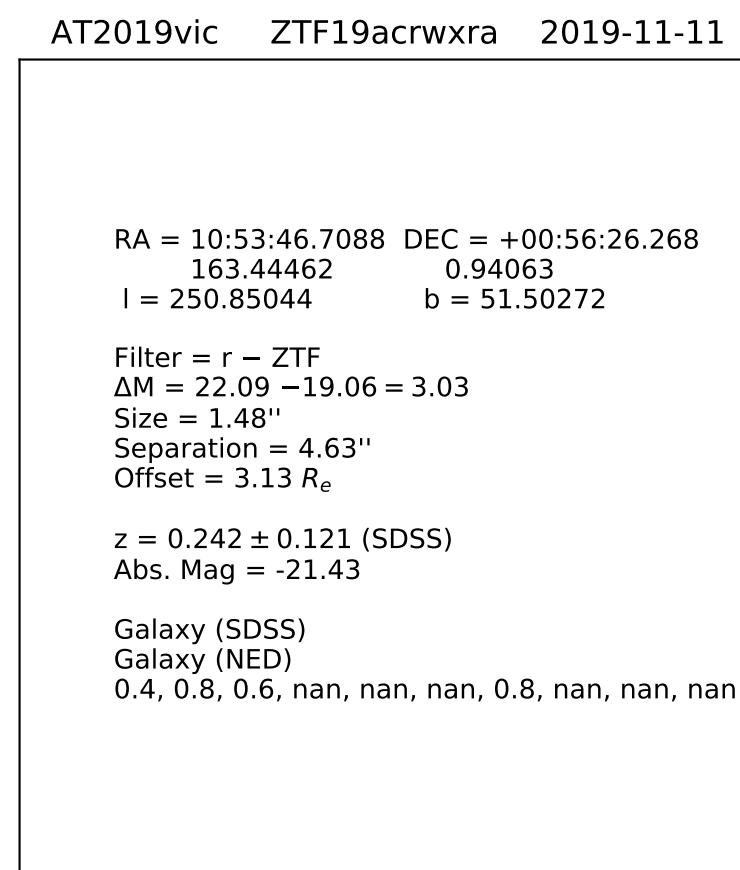 AT2019vic ZTF19acrwxra 2019-11-11
RA = 10:53:46.7088 DEC = +00:56:26.268
163.44462 0.94063
l = 250.85044 b = 51.50272
Filter = r − ZTF
ΔM = 22.09 −19.06 = 3.03
Size = 1.48''
Separation = 4.63''
Offset = 3.13 Rₑ
z = 0.242 ± 0.121 (SDSS)
Abs. Mag = -21.43
Galaxy (SDSS)
Galaxy (NED)
0.4, 0.8, 0.6, nan, nan, nan, 0.8, nan, nan, nan